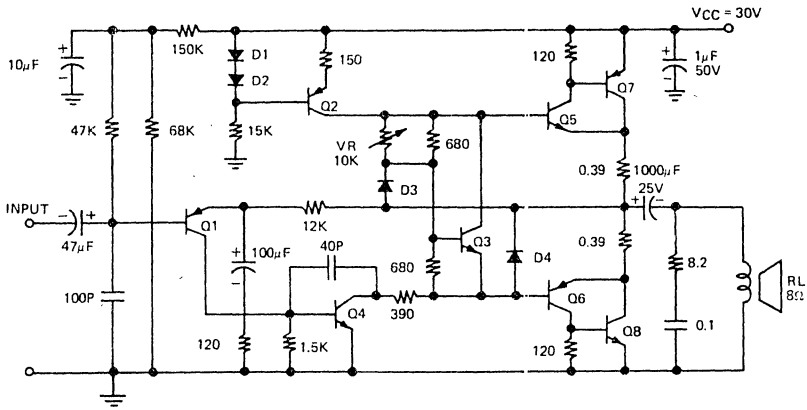 VCC = 30V
150K
D1
D2
150
120
10µF
1µF
50V
Q7
Q2
Q5
47K
68K
15K
VR
10K
680
0.39
1000µF
25V
D3
INPUT
Q1
12K
47µF
100µF
40P
Q3
D4
0.39
680
8.2
RL
8Ω
100P
Q6
Q4
390
Q8
0.1
120
1.5K
120